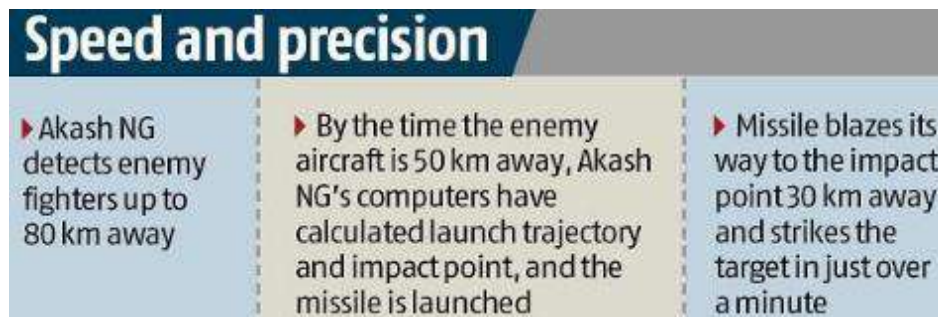 Speed and precision
▶ Akash NG
detects enemy
fighters up to
80 km away
▶ By the time the enemy
aircraft is 50 km away, Akash
NG's computers have
calculated launch trajectory
and impact point, and the
missile is launched
▶ Missile blazes its
way to the impact
point 30 km away
and strikes the
target in just over
a minute